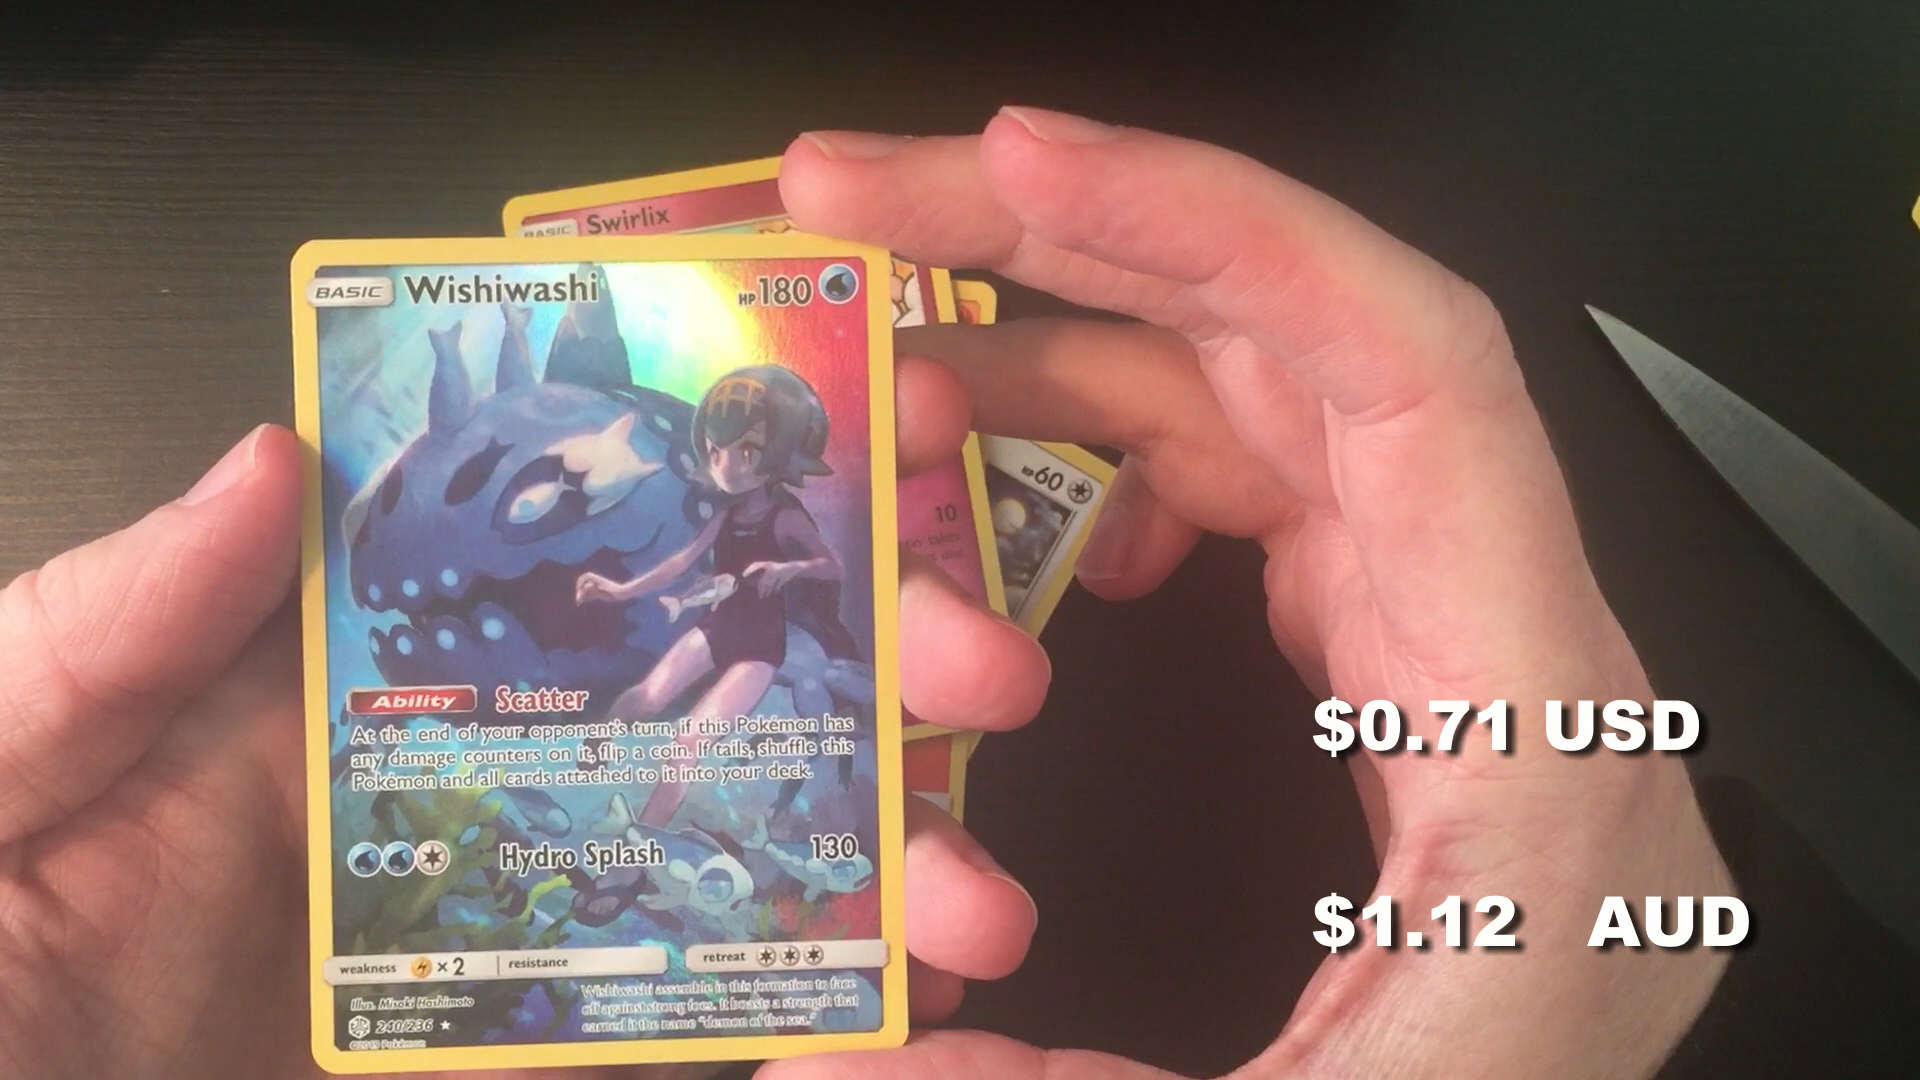 BASIC Swirlix
BASIC Wishiwashi HP 180
HP 60
10
Ability Scatter
At the end of your opponent's turn, if this Pokémon has
any damage counters on it, flip a coin. If tails, shuffle this
Pokémon and all cards attached to it into your deck.
Hydro Splash 130
weakness ×2 resistance retreat
Illus. Misaki Hashimoto
240/236
©2019 Pokémon
Wishiwashi assemble in this formation to face
off against strong foes. It boasts a strength that
earned it the name "demon of the sea."
$0.71 USD
$1.12 AUD